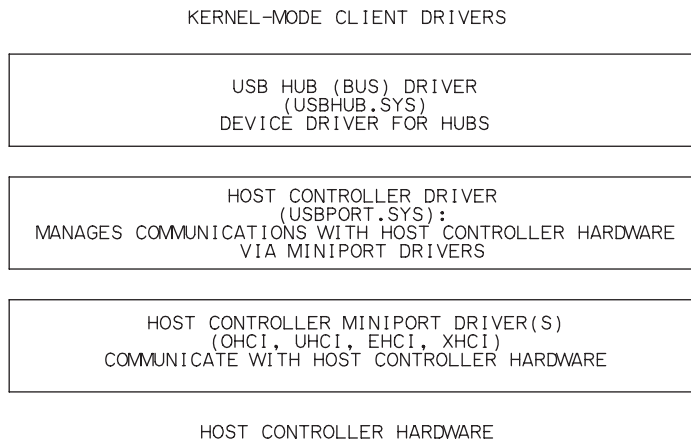 KERNEL-MODE CLIENT DRIVERS
USB HUB (BUS) DRIVER
(USBHUB.SYS)
DEVICE DRIVER FOR HUBS
HOST CONTROLLER DRIVER
(USBPORT.SYS):
MANAGES COMMUNICATIONS WITH HOST CONTROLLER HARDWARE
VIA MINIPORT DRIVERS
HOST CONTROLLER MINIPORT DRIVER(S)
(OHCI, UHCI, EHCI, XHCI)
COMMUNICATE WITH HOST CONTROLLER HARDWARE
HOST CONTROLLER HARDWARE